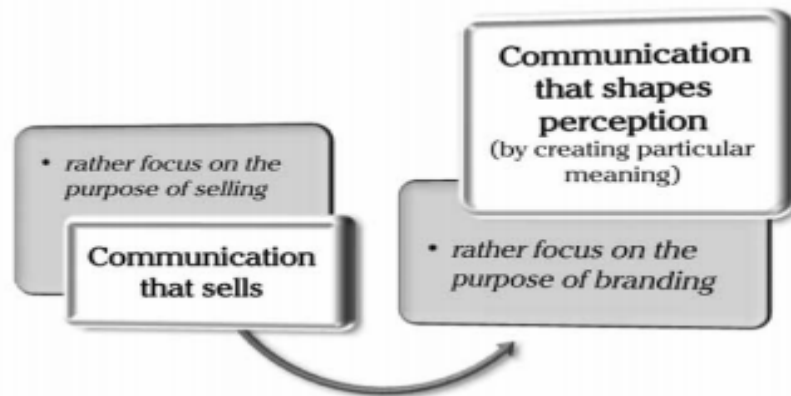 • rather focus on the
purpose of selling
Communication
that sells
Communication
that shapes
perception
(by creating particular
meaning)
• rather focus on the
purpose of branding